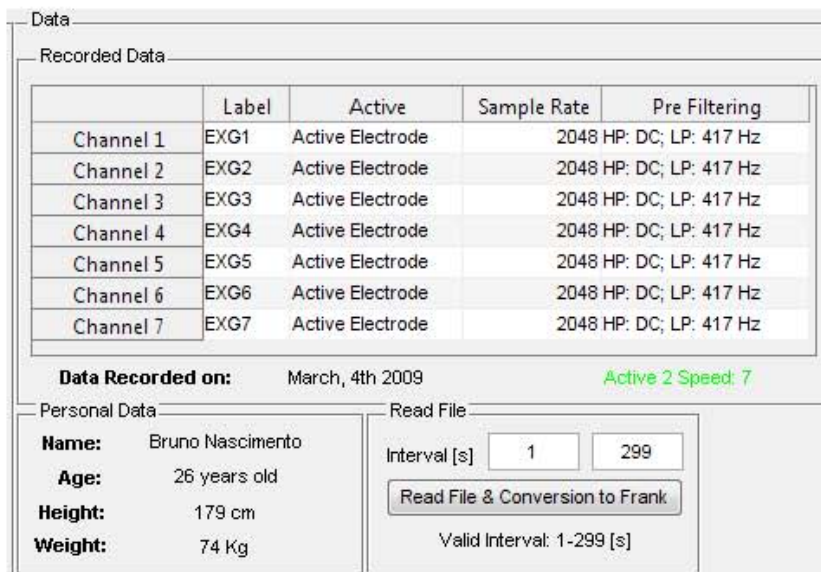 Data
Recorded Data
Label Active Sample Rate Pre Filtering
Channel 1 EXG1 Active Electrode 2048 HP: DC; LP: 417 Hz
Channel 2 EXG2 Active Electrode 2048 HP: DC; LP: 417 Hz
Channel 3 EXG3 Active Electrode 2048 HP: DC; LP: 417 Hz
Channel 4 EXG4 Active Electrode 2048 HP: DC; LP: 417 Hz
Channel 5 EXG5 Active Electrode 2048 HP: DC; LP: 417 Hz
Channel 6 EXG6 Active Electrode 2048 HP: DC; LP: 417 Hz
Channel 7 EXG7 Active Electrode 2048 HP: DC; LP: 417 Hz
Data Recorded on: March, 4th 2009 Active 2 Speed: 7
Personal Data
Name: Bruno Nascimento
Age: 26 years old
Height: 179 cm
Weight: 74 Kg
Read File
Interval [s] 1 299
Read File & Conversion to Frank
Valid Interval: 1-299 [s]